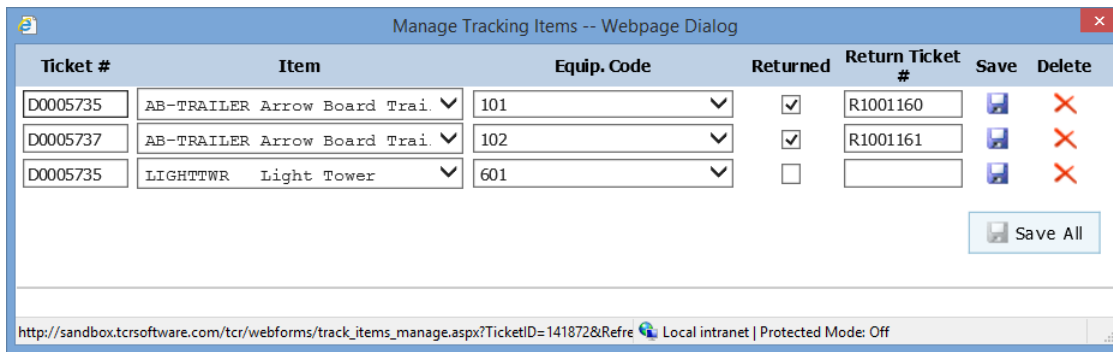 Manage Tracking Items -- Webpage Dialog
Ticket # Item Equip. Code Returned Return Ticket # Save Delete
D0005735 AB-TRAILER Arrow Board Trai. 101 R1001160
D0005737 AB-TRAILER Arrow Board Trai. 102 R1001161
D0005735 LIGHTTWR Light Tower 601
Save All
http://sandbox.tcrsoftware.com/tcr/webforms/track_items_manage.aspx?TicketID=141872&Refre Local intranet | Protected Mode: Off